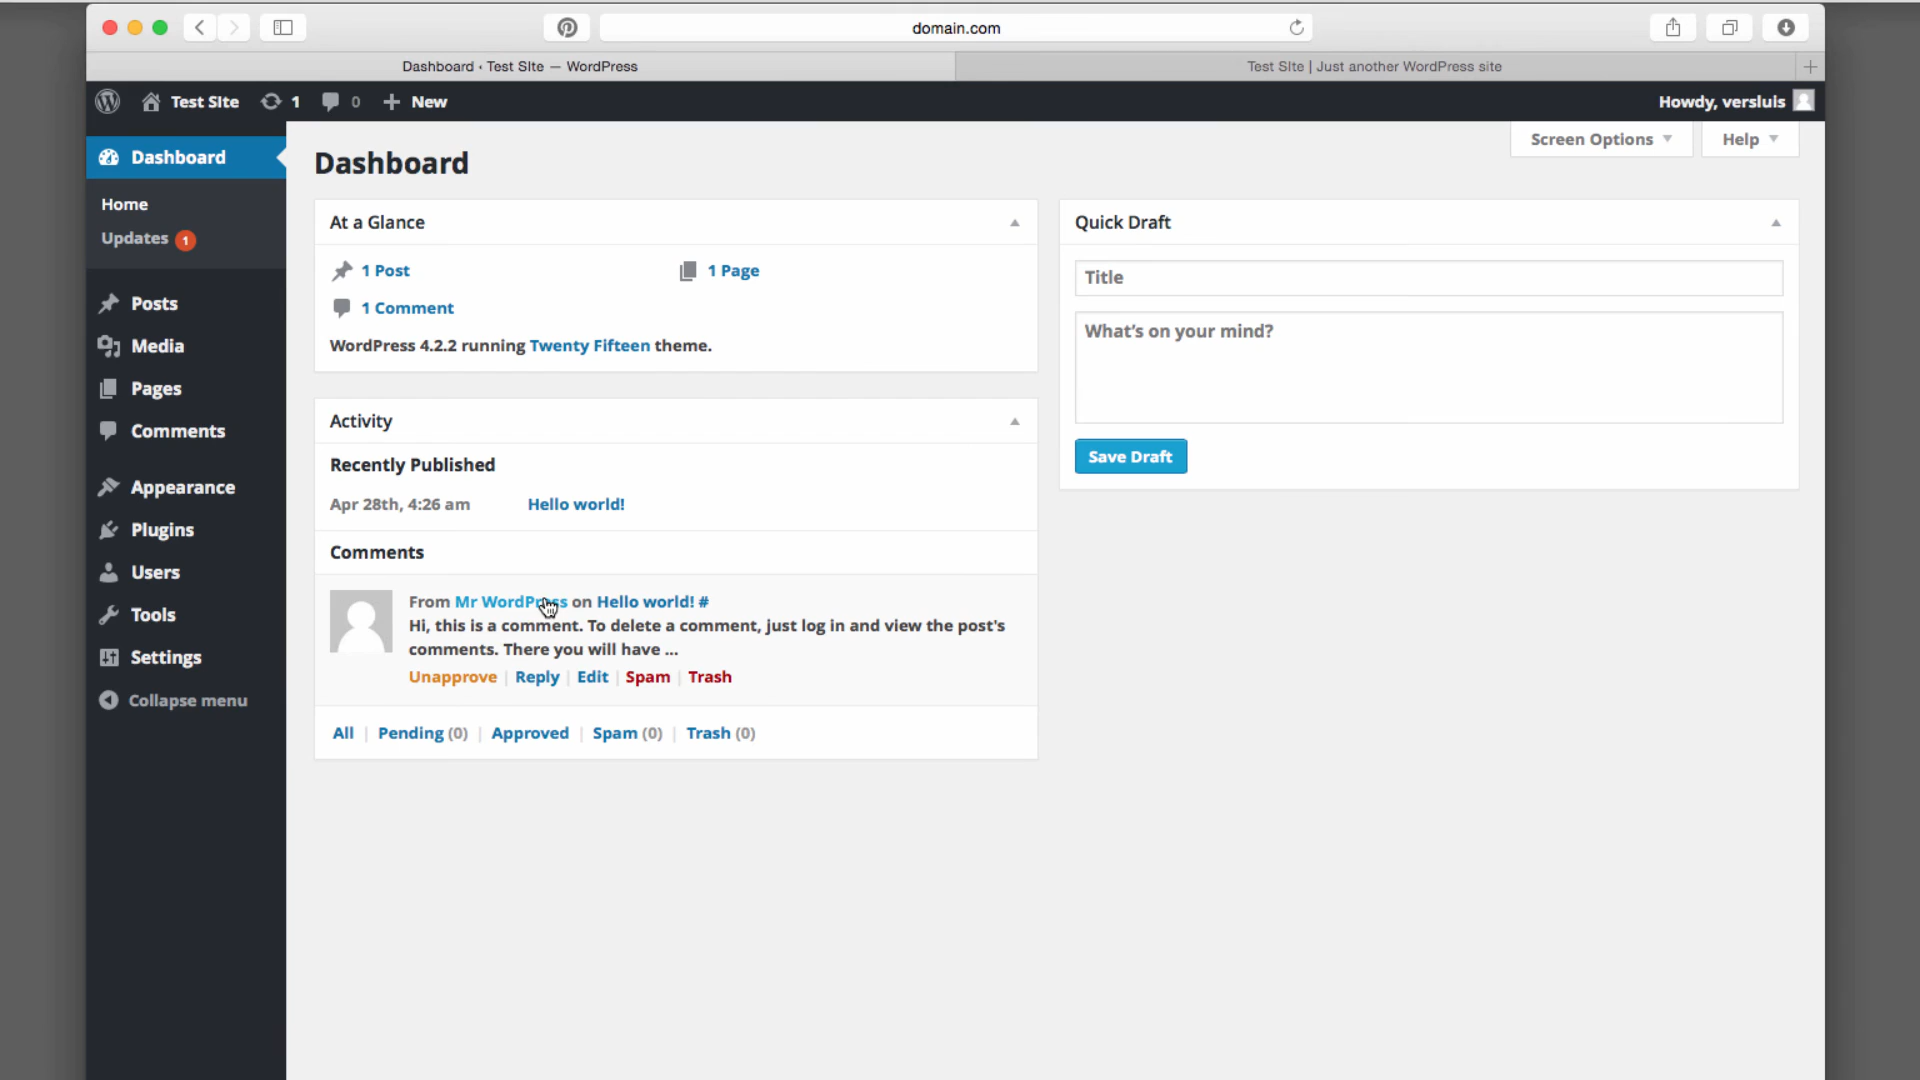 domain.com
Dashboard ‹ Test SIte — WordPress
Test SIte | Just another WordPress site
Test SIte 1 0 New
Howdy, versluis
Screen Options
Help
Dashboard
Home
Updates 1
Posts
Media
Pages
Comments
Appearance
Plugins
Users
Tools
Settings
Collapse menu
Dashboard
At a Glance
1 Post
1 Page
1 Comment
WordPress 4.2.2 running Twenty Fifteen theme.
Activity
Recently Published
Apr 28th, 4:26 am Hello world!
Comments
From Mr WordPress on Hello world! #
Hi, this is a comment. To delete a comment, just log in and view the post's
comments. There you will have ...
Unapprove | Reply | Edit | Spam | Trash
All | Pending (0) | Approved | Spam (0) | Trash (0)
Quick Draft
Title
What's on your mind?
Save Draft